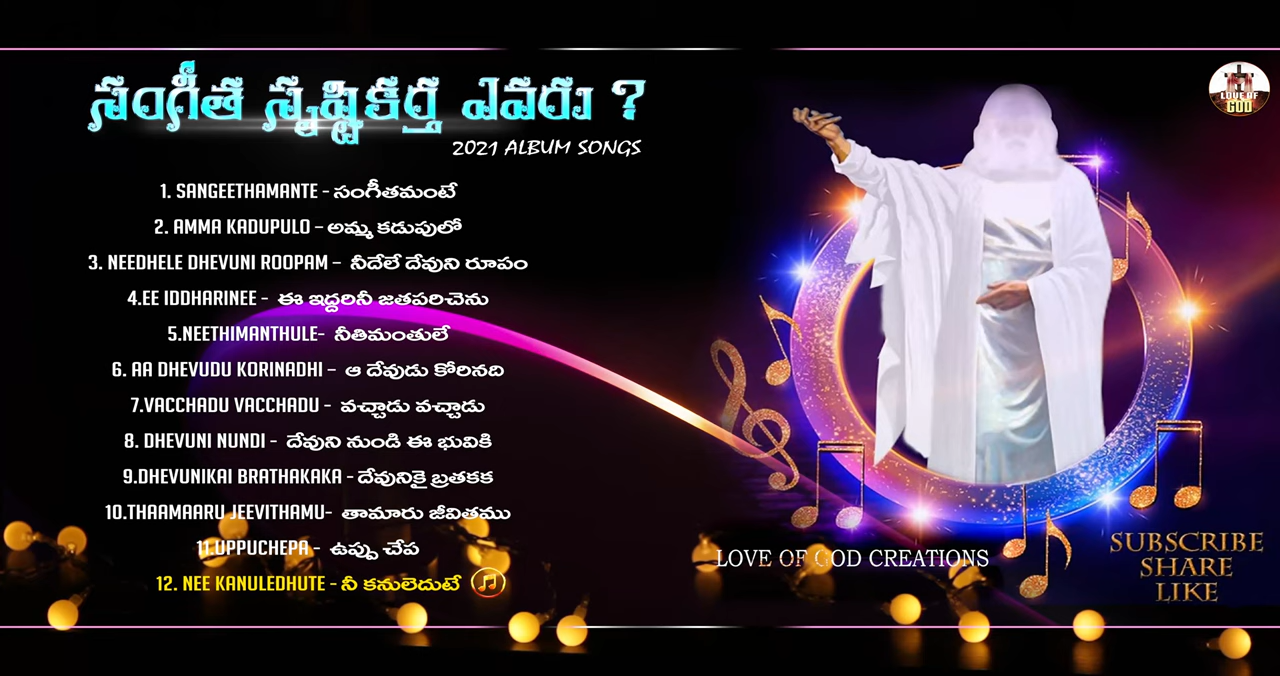 సంగీత సృష్టికర్త ఎవరు ?
2021 ALBUM SONGS
1. SANGEETHAMANTE - సంగీతమంటే
2. AMMA KADUPULO – అమ్మ కడుపులో
3. NEEDHELE DHEVUNI ROOPAM – నీదేలే దేవుని రూపం
4.EE IDDHARINEE - ఈ ఇద్దరినీ జతపరిచెను
5.NEETHIMANTHULE- నీతిమంతులే
6. AA DHEVUDU KORINADHI – ఆ దేవుడు కోరినది
7.VACCHADU VACCHADU - వచ్చాడు వచ్చాడు
8. DHEVUNI NUNDI - దేవుని నుండి ఈ భువికి
9.DHEVUNIKAI BRATHAKAKA - దేవునికై బ్రతకక
10.THAAMAARU JEEVITHAMU- తామారు జీవితము
11.UPPUCHEPA - ఉప్పు చేప
12. NEE KANULEDHUTE - నీ కనులెదుటే
LOVE OF
GOD
LOVE OF GOD CREATIONS
SUBSCRIBE
SHARE
LIKE